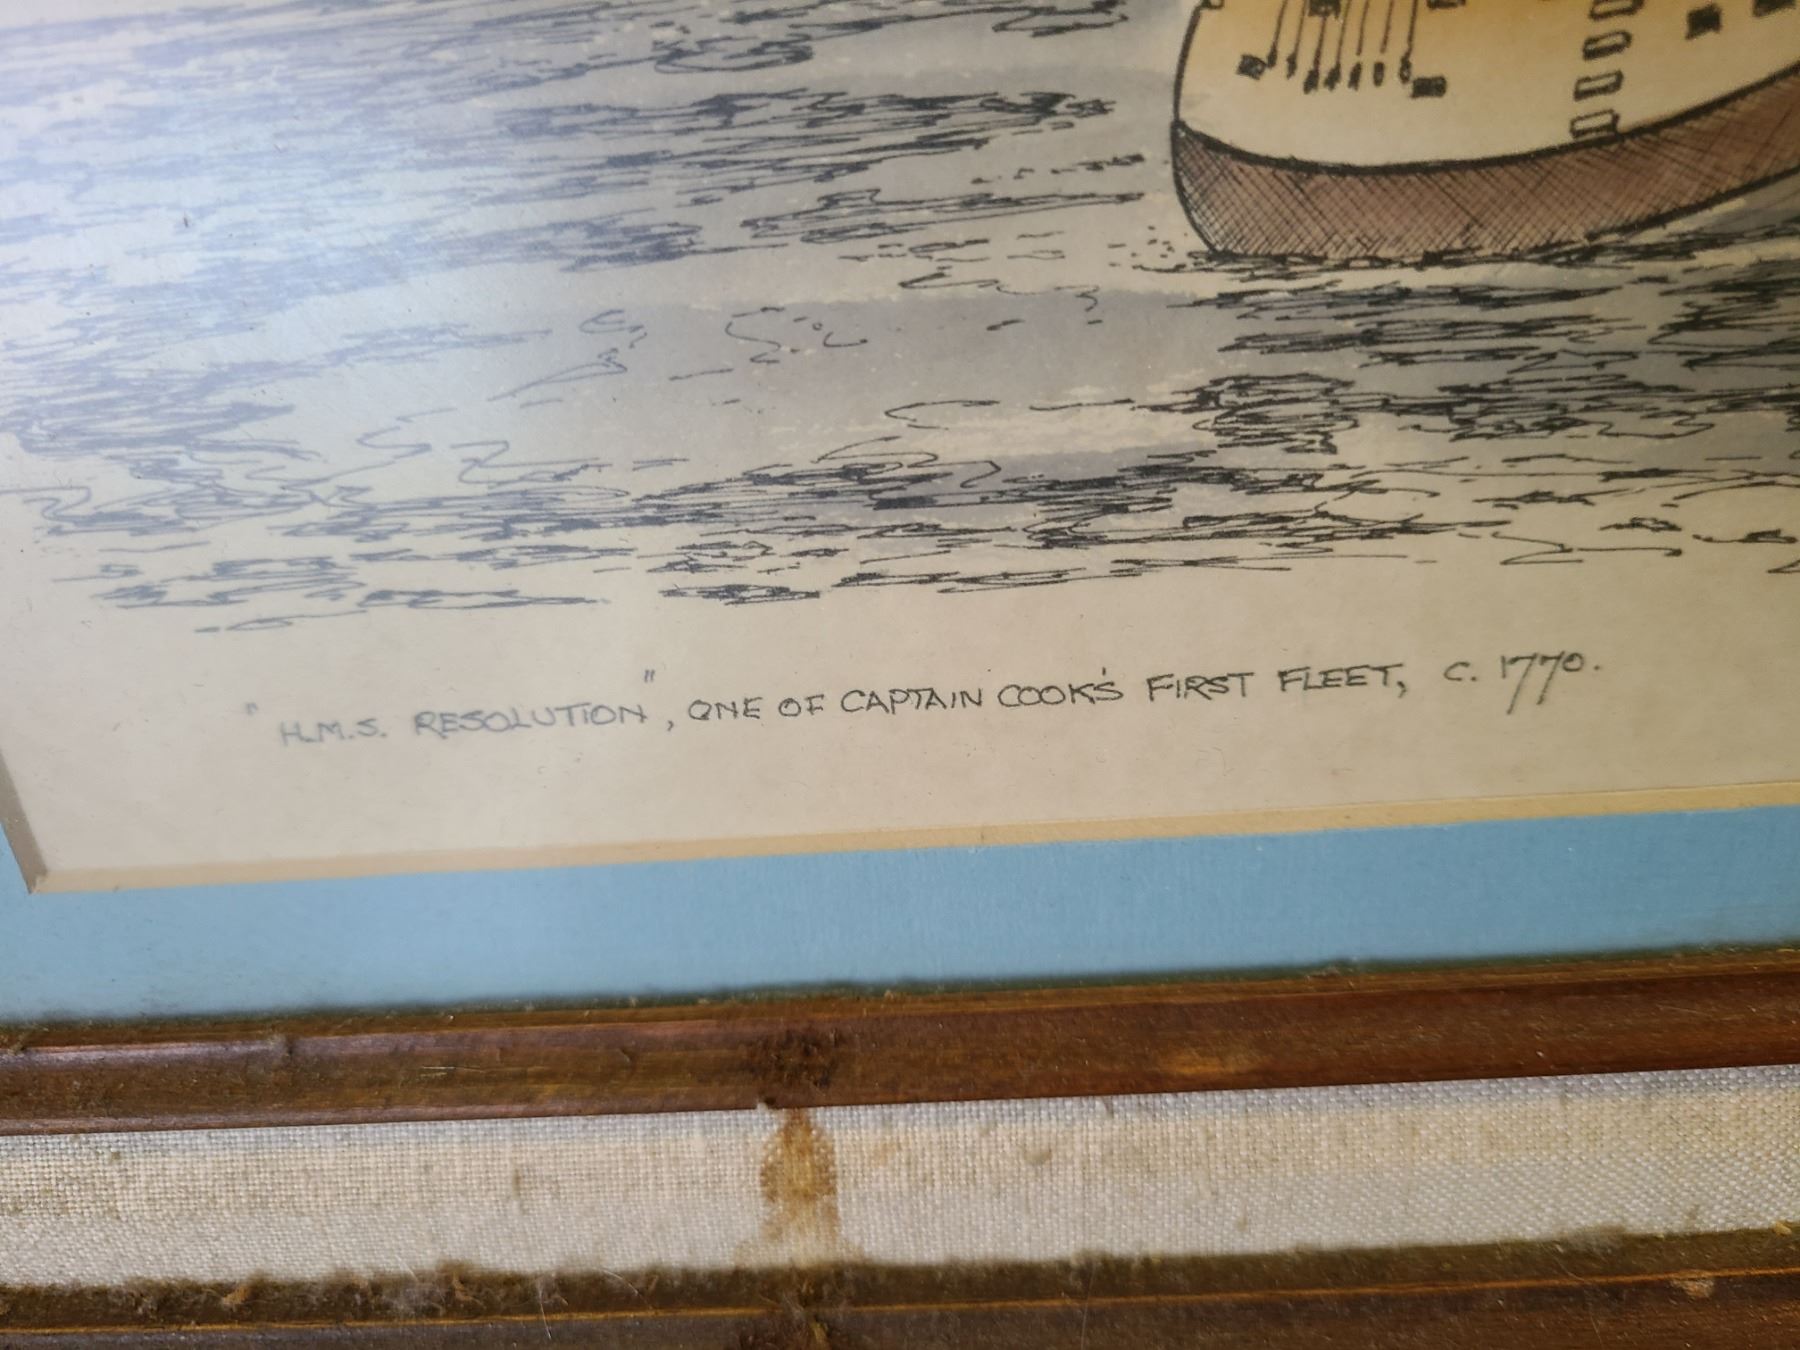 "H.M.S. RESOLUTION", ONE OF CAPTAIN COOK'S FIRST FLEET, C. 1770.